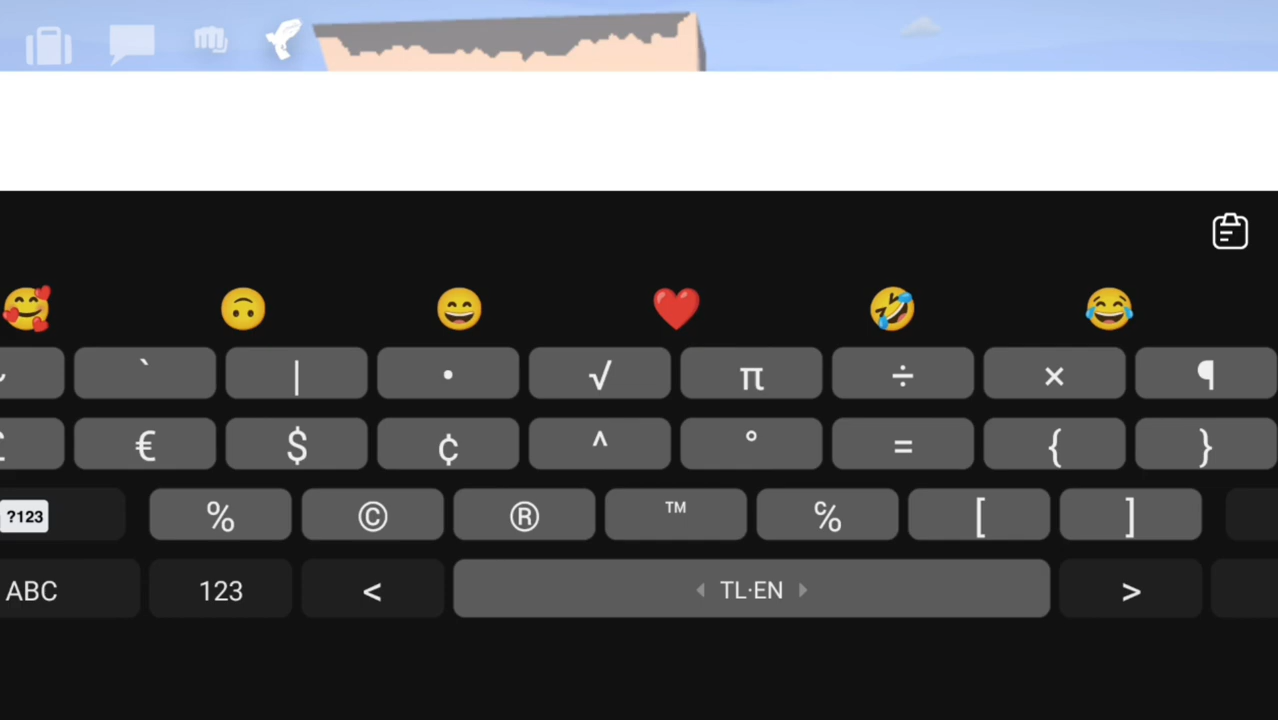 ` | • √ π ÷ × ¶
€ $ ¢ ^ ° = { }
?123 % © ® ™ ℅ [ ]
ABC 123 < TL·EN >